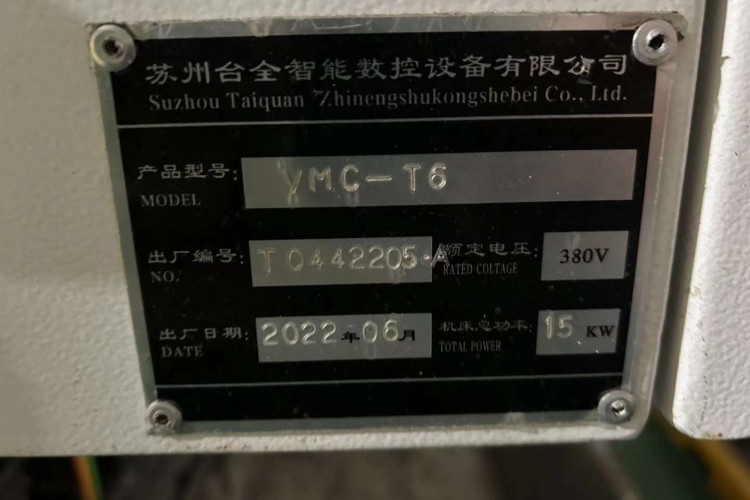 苏州台全智能数控设备有限公司
Suzhou Taiquan Zhinengshukongshebei Co., Ltd.
产品型号: VMC-T6
MODEL
出厂编号: T0442205-A 额定电压: 380V
NO. RATED COLTAGE
出厂日期: 2022年06月 机床总功率: 15 KW
DATE TOTAL POWER